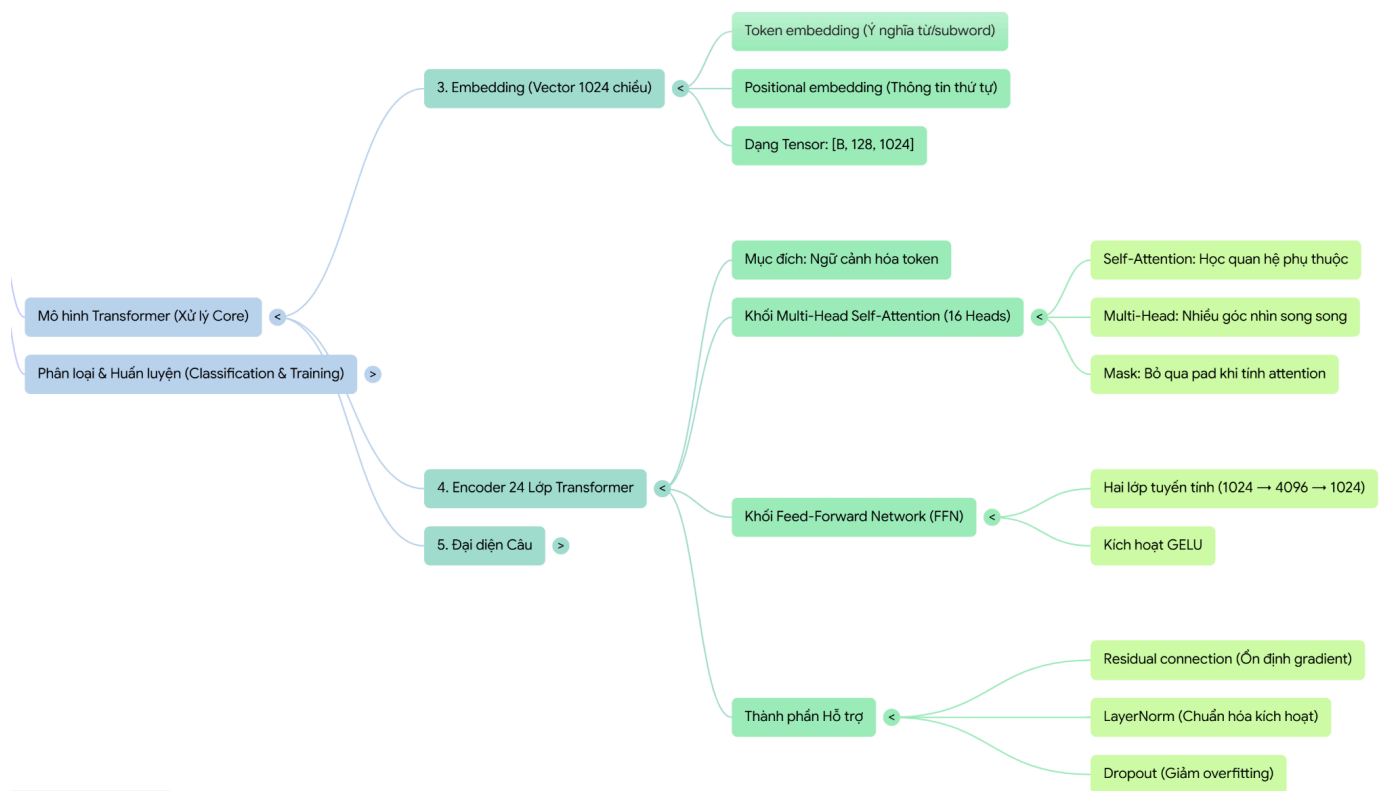 Token embedding (Ý nghĩa từ/subword)
3. Embedding (Vector 1024 chiều)
<
Positional embedding (Thông tin thứ tự)
Dạng Tensor: [B, 128, 1024]
Mục đích: Ngữ cảnh hóa token
Self-Attention: Học quan hệ phụ thuộc
Mô hình Transformer (Xử lý Core)
<
Khối Multi-Head Self-Attention (16 Heads)
<
Multi-Head: Nhiều góc nhìn song song
Phân loại & Huấn luyện (Classification & Training)
>
Mask: Bỏ qua pad khi tính attention
4. Encoder 24 Lớp Transformer
<
Hai lớp tuyến tính (1024 → 4096 → 1024)
Khối Feed-Forward Network (FFN)
<
5. Đại diện Câu
>
Kích hoạt GELU
Residual connection (Ổn định gradient)
Thành phần Hỗ trợ
<
LayerNorm (Chuẩn hóa kích hoạt)
Dropout (Giảm overfitting)